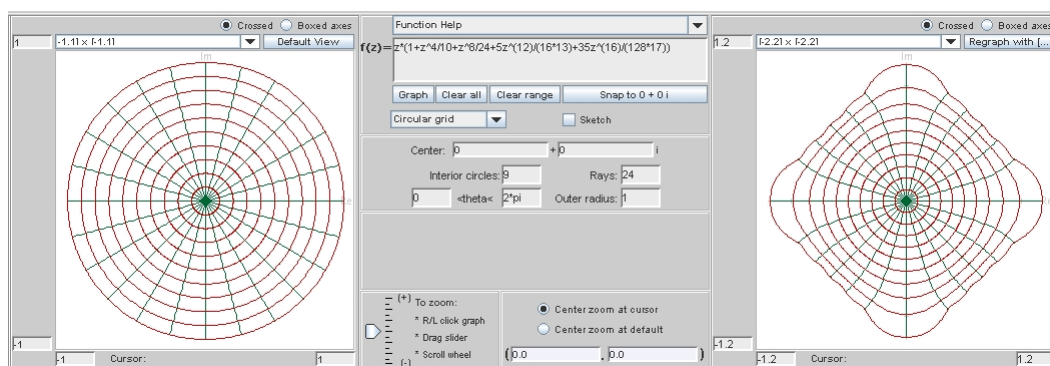 Crossed Boxed axes
1 [-1.1] x [-1.1] Default View
Im
-1
-1 Cursor: 1
Function Help
f(z)= z*(1+z^4/10+z^8/24+5z^(12)/(16*13)+35z^(16)/(128*17))
Graph Clear all Clear range Snap to 0 + 0 i
Circular grid Sketch
Center: 0 + 0 i
Interior circles: 9 Rays: 24
0 <theta< 2*pi Outer radius: 1
(+) To zoom:
* R/L click graph
* Drag slider
* Scroll wheel
(-)
Center zoom at cursor
Center zoom at default
( 0.0 , 0.0 )
Crossed Boxed axes
1.2 [-2.2] x [-2.2] Regraph with [...
Im
-1.2
-1.2 Cursor: 1.2